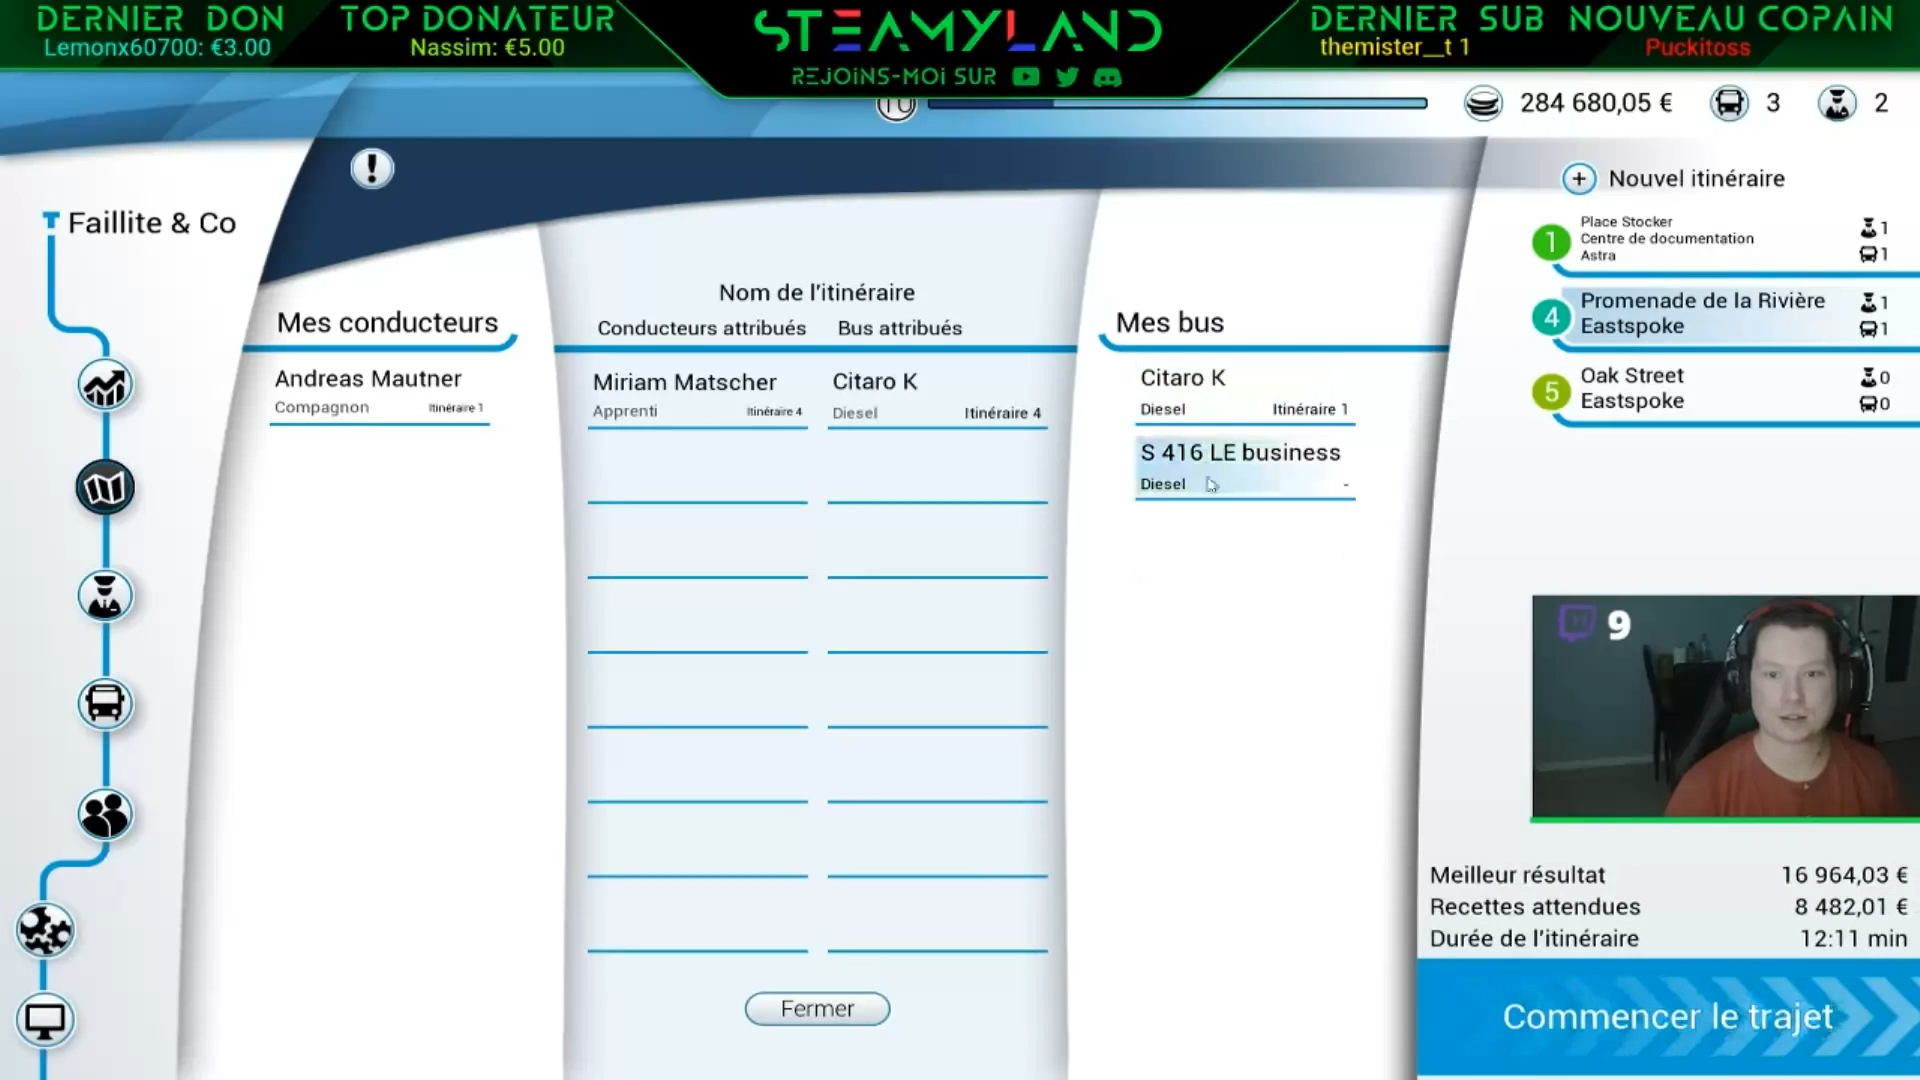 DERNIER DON
Lemonx60700: €3.00
TOP DONATEUR
Nassim: €5.00
STEAMYLAND
REJOINS-MOI SUR
DERNIER SUB
themister__t 1
NOUVEAU COPAIN
Puckitoss
10
284 680,05 €
3
2
Faillite & Co
Mes conducteurs
Andreas Mautner
Compagnon
Itinéraire 1
Nom de l'itinéraire
Conducteurs attribués
Bus attribués
Miriam Matscher
Apprenti
Itinéraire 4
Citaro K
Diesel
Itinéraire 4
Mes bus
Citaro K
Diesel
Itinéraire 1
S 416 LE business
Diesel
-
Fermer
+ Nouvel itinéraire
1
Place Stocker
Centre de documentation
Astra
1
1
4
Promenade de la Rivière
Eastspoke
1
1
5
Oak Street
Eastspoke
0
0
9
Meilleur résultat 16 964,03 €
Recettes attendues 8 482,01 €
Durée de l'itinéraire 12:11 min
Commencer le trajet